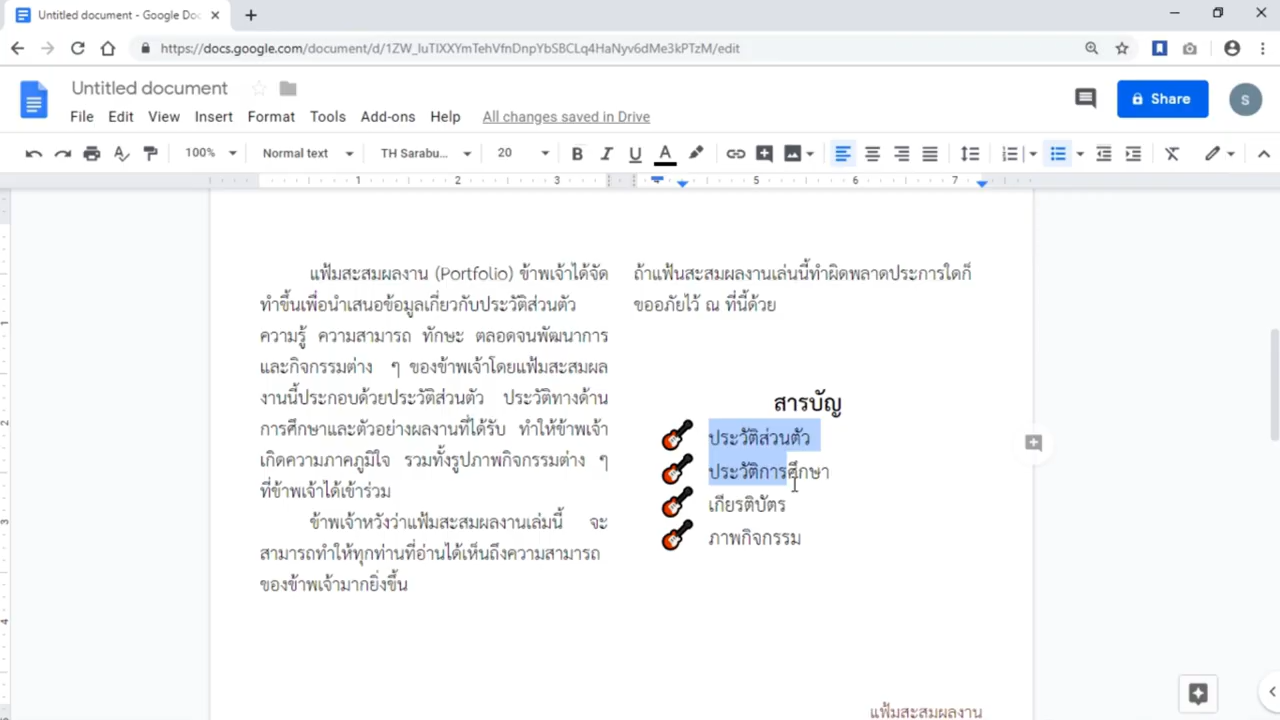 Untitled document - Google Doc
https://docs.google.com/document/d/1ZW_luTIXXYmTehVfnDnpYbSBCLq4HaNyv6dMe3kPTzM/edit
Untitled document
File Edit View Insert Format Tools Add-ons Help All changes saved in Drive
Share
S
100% Normal text TH Sarabu... 20 B I U A
1 2 3 4 5 6 7
แฟ้มสะสมผลงาน (Portfolio) ข้าพเจ้าได้จัด
ทำขึ้นเพื่อนำเสนอข้อมูลเกี่ยวกับประวัติส่วนตัว
ความรู้ ความสามารถ ทักษะ ตลอดจนพัฒนาการ
และกิจกรรมต่าง ๆ ของข้าพเจ้าโดยแฟ้มสะสมผล
งานนี้ประกอบด้วยประวัติส่วนตัว ประวัติทางด้าน
การศึกษาและตัวอย่างผลงานที่ได้รับ ทำให้ข้าพเจ้า
เกิดความภาคภูมิใจ รวมทั้งรูปภาพกิจกรรมต่าง ๆ
ที่ข้าพเจ้าได้เข้าร่วม
ข้าพเจ้าหวังว่าแฟ้มสะสมผลงานเล่มนี้ จะ
สามารถทำให้ทุกท่านที่อ่านได้เห็นถึงความสามารถ
ของข้าพเจ้ามากยิ่งขึ้น
ถ้าแฟ้นสะสมผลงานเล่นนี้ทำผิดพลาดประการใดก็
ขออภัยไว้ ณ ที่นี้ด้วย
สารบัญ
ประวัติส่วนตัว
ประวัติการศึกษา
เกียรติบัตร
ภาพกิจกรรม
แฟ้มสะสมผลงาน
1
2
3
4